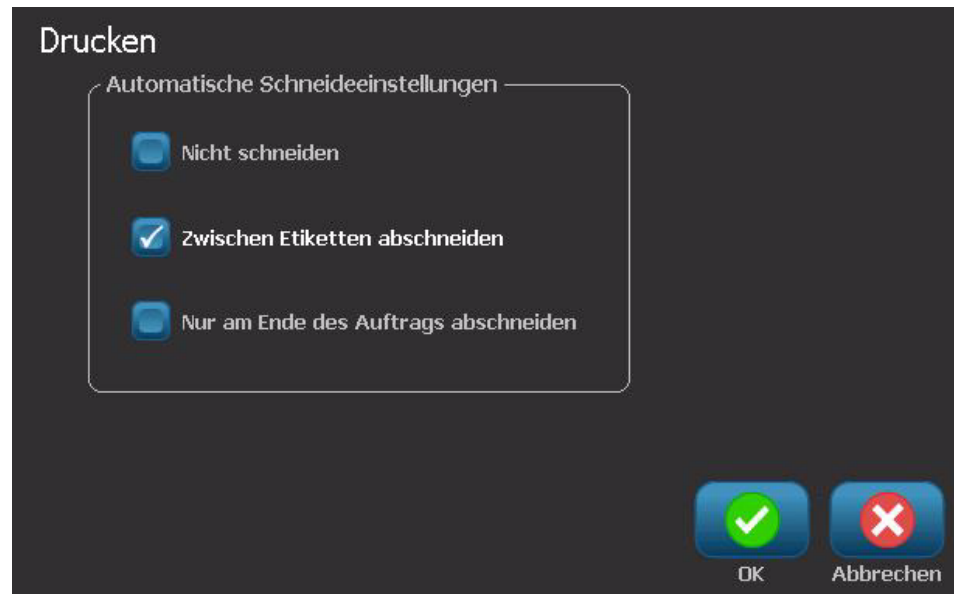 Drucken
Automatische Schneideeinstellungen
Nicht schneiden
Zwischen Etiketten abschneiden
Nur am Ende des Auftrags abschneiden
OK
Abbrechen